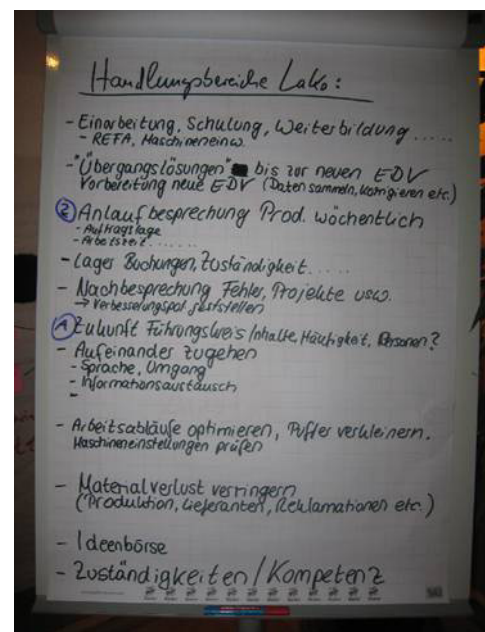 Handlungsbereiche Lako:
- Einarbeitung, Schulung, Weiterbildung.....
- REFA, Maschineneinw.
- "Übergangslösungen" bis zur neuen EDV
Vorbereitung neue EDV (Daten sammeln, korrigieren etc.)
② Anlaufbesprechung Prod. wöchentlich
- Auftragslage
- Arbeitszeit.......
- Lager Buchungen, Zuständigkeit.....
- Nachbesprechung Fehler, Projekte usw.
→ Verbesserungspot. feststellen
① Zukunft Führungskreis Inhalte, Häufigkeit, Personen?
- Aufeinander zugehen
- Sprache, Umgang
- Informationsaustausch
-
- Arbeitsabläufe optimieren, Puffer verkleinern.
Maschineneinstellungen prüfen
- Materialverlust verringern
(Produktion, Lieferanten, Reklamationen etc.)
- Ideenbörse
- Zuständigkeiten/Kompetenz